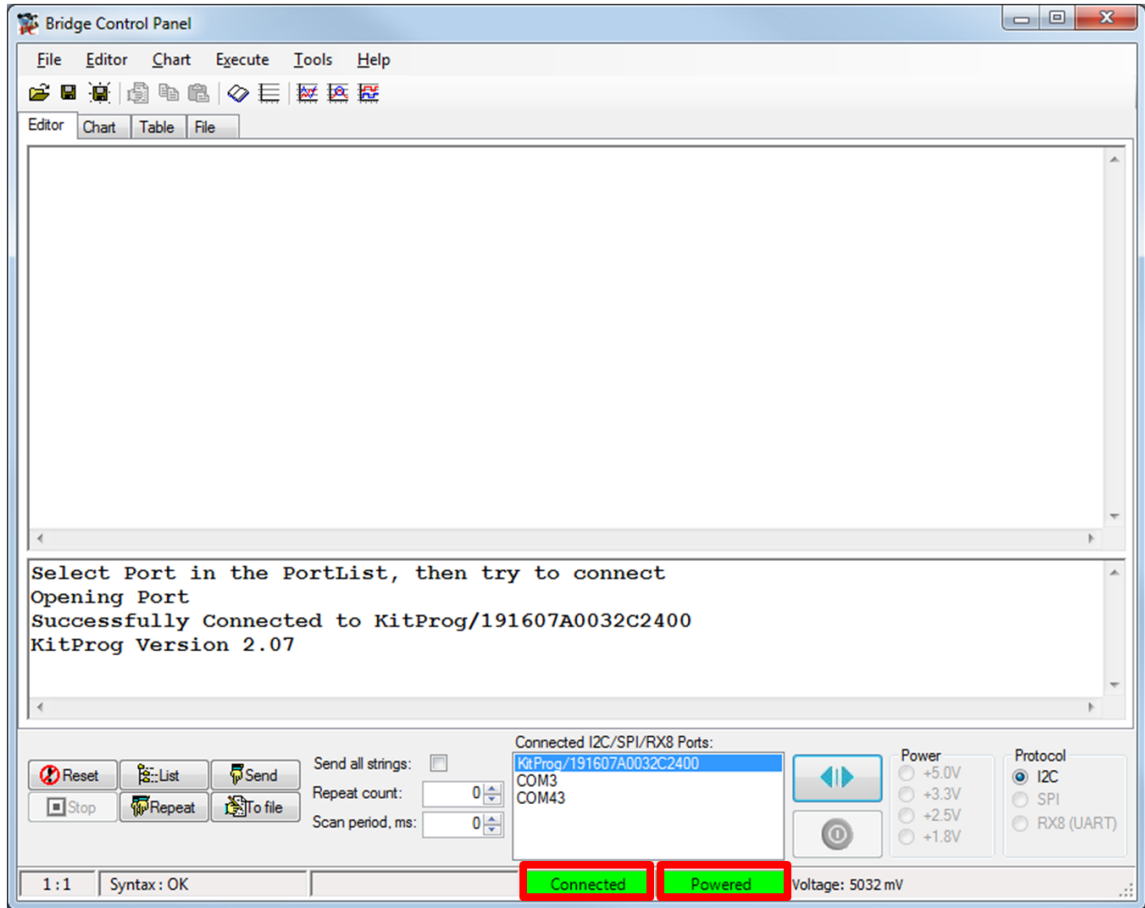 Bridge Control Panel
File Editor Chart Execute Tools Help
Editor Chart Table File
Select Port in the PortList, then try to connect
Opening Port
Successfully Connected to KitProg/191607A0032C2400
KitProg Version 2.07
Connected I2C/SPI/RX8 Ports:
KitProg/191607A0032C2400
COM3
COM43
Reset List Send
Stop Repeat To file
Send all strings:
Repeat count: 0
Scan period, ms: 0
Power
+5.0V
+3.3V
+2.5V
+1.8V
Protocol
I2C
SPI
RX8 (UART)
1:1 Syntax : OK Connected Powered Voltage: 5032 mV